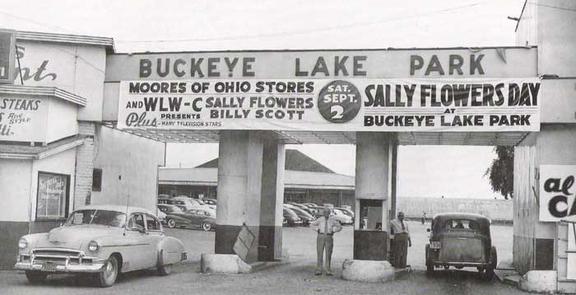 BUCKEYE LAKE PARK
MOORES OF OHIO STORES
AND WLW-C SALLY FLOWERS
Plus PRESENTS BILLY SCOTT
MANY TELEVISION STARS
SAT.
SEPT.
2
SALLY FLOWERS DAY
AT
BUCKEYE LAKE PARK
STEAKS